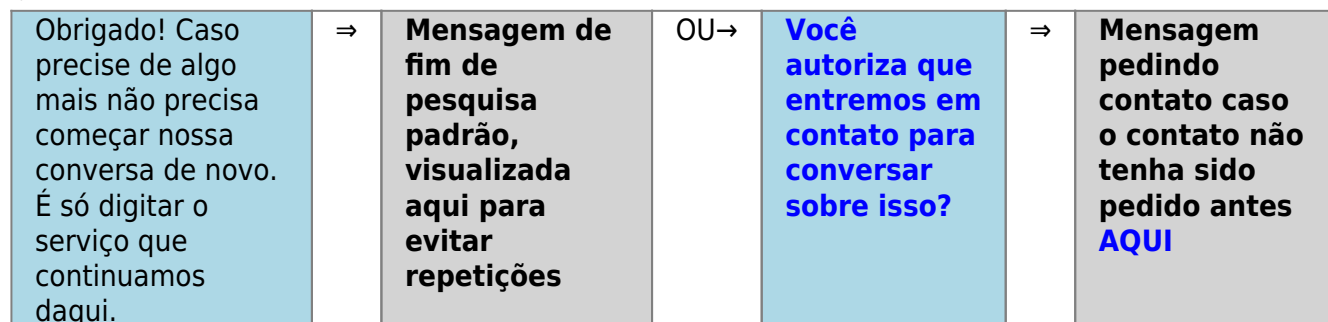 Obrigado! Caso
precise de algo
mais não precisa
começar nossa
conversa de novo.
É só digitar o
serviço que
continuamos
daqui.
⇒
Mensagem de
fim de
pesquisa
padrão,
visualizada
aqui para
evitar
repetições
OU→
Você
autoriza que
entremos em
contato para
conversar
sobre isso?
⇒
Mensagem
pedindo
contato caso
o contato não
tenha sido
pedido antes
AQUI